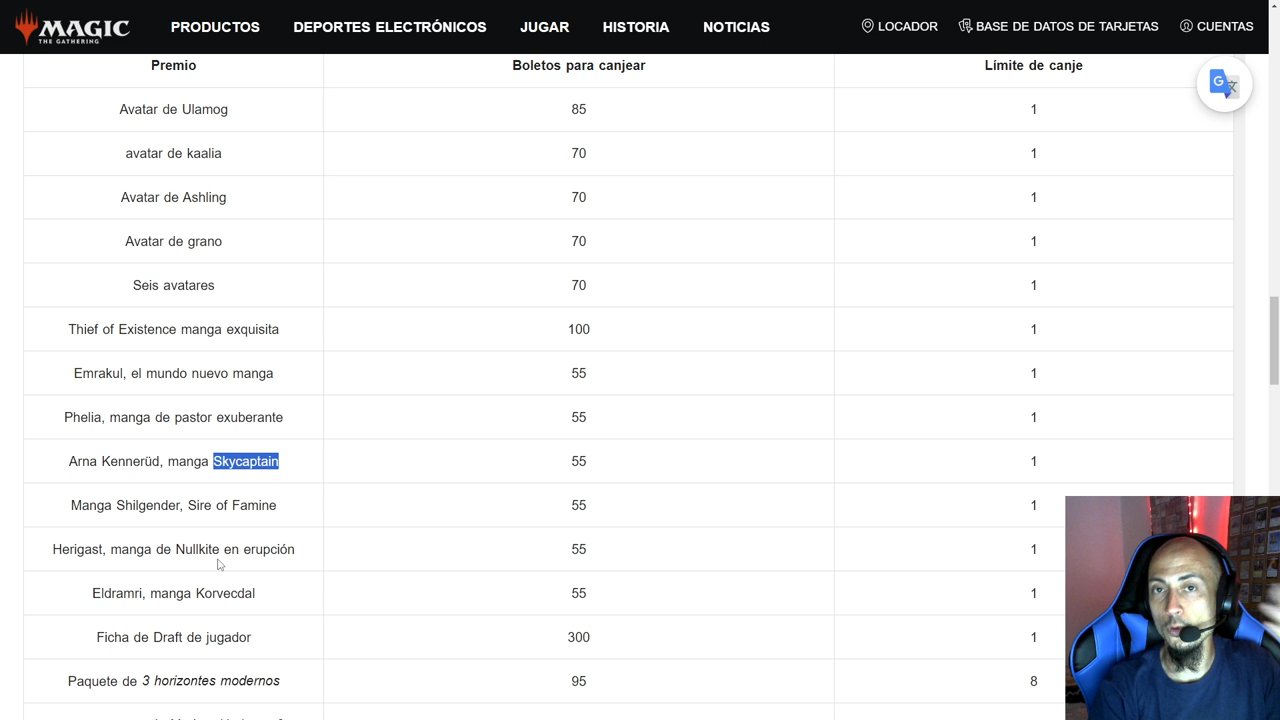 MAGIC
THE GATHERING
PRODUCTOS DEPORTES ELECTRÓNICOS JUGAR HISTORIA NOTICIAS LOCADOR BASE DE DATOS DE TARJETAS CUENTAS
Premio Boletos para canjear Límite de canje
Avatar de Ulamog 85 1
avatar de kaalia 70 1
Avatar de Ashling 70 1
Avatar de grano 70 1
Seis avatares 70 1
Thief of Existence manga exquisita 100 1
Emrakul, el mundo nuevo manga 55 1
Phelia, manga de pastor exuberante 55 1
Arna Kennerüd, manga Skycaptain 55 1
Manga Shilgender, Sire of Famine 55 1
Herigast, manga de Nullkite en erupción 55 1
Eldramri, manga Korvecdal 55 1
Ficha de Draft de jugador 300 1
Paquete de 3 horizontes modernos 95 8